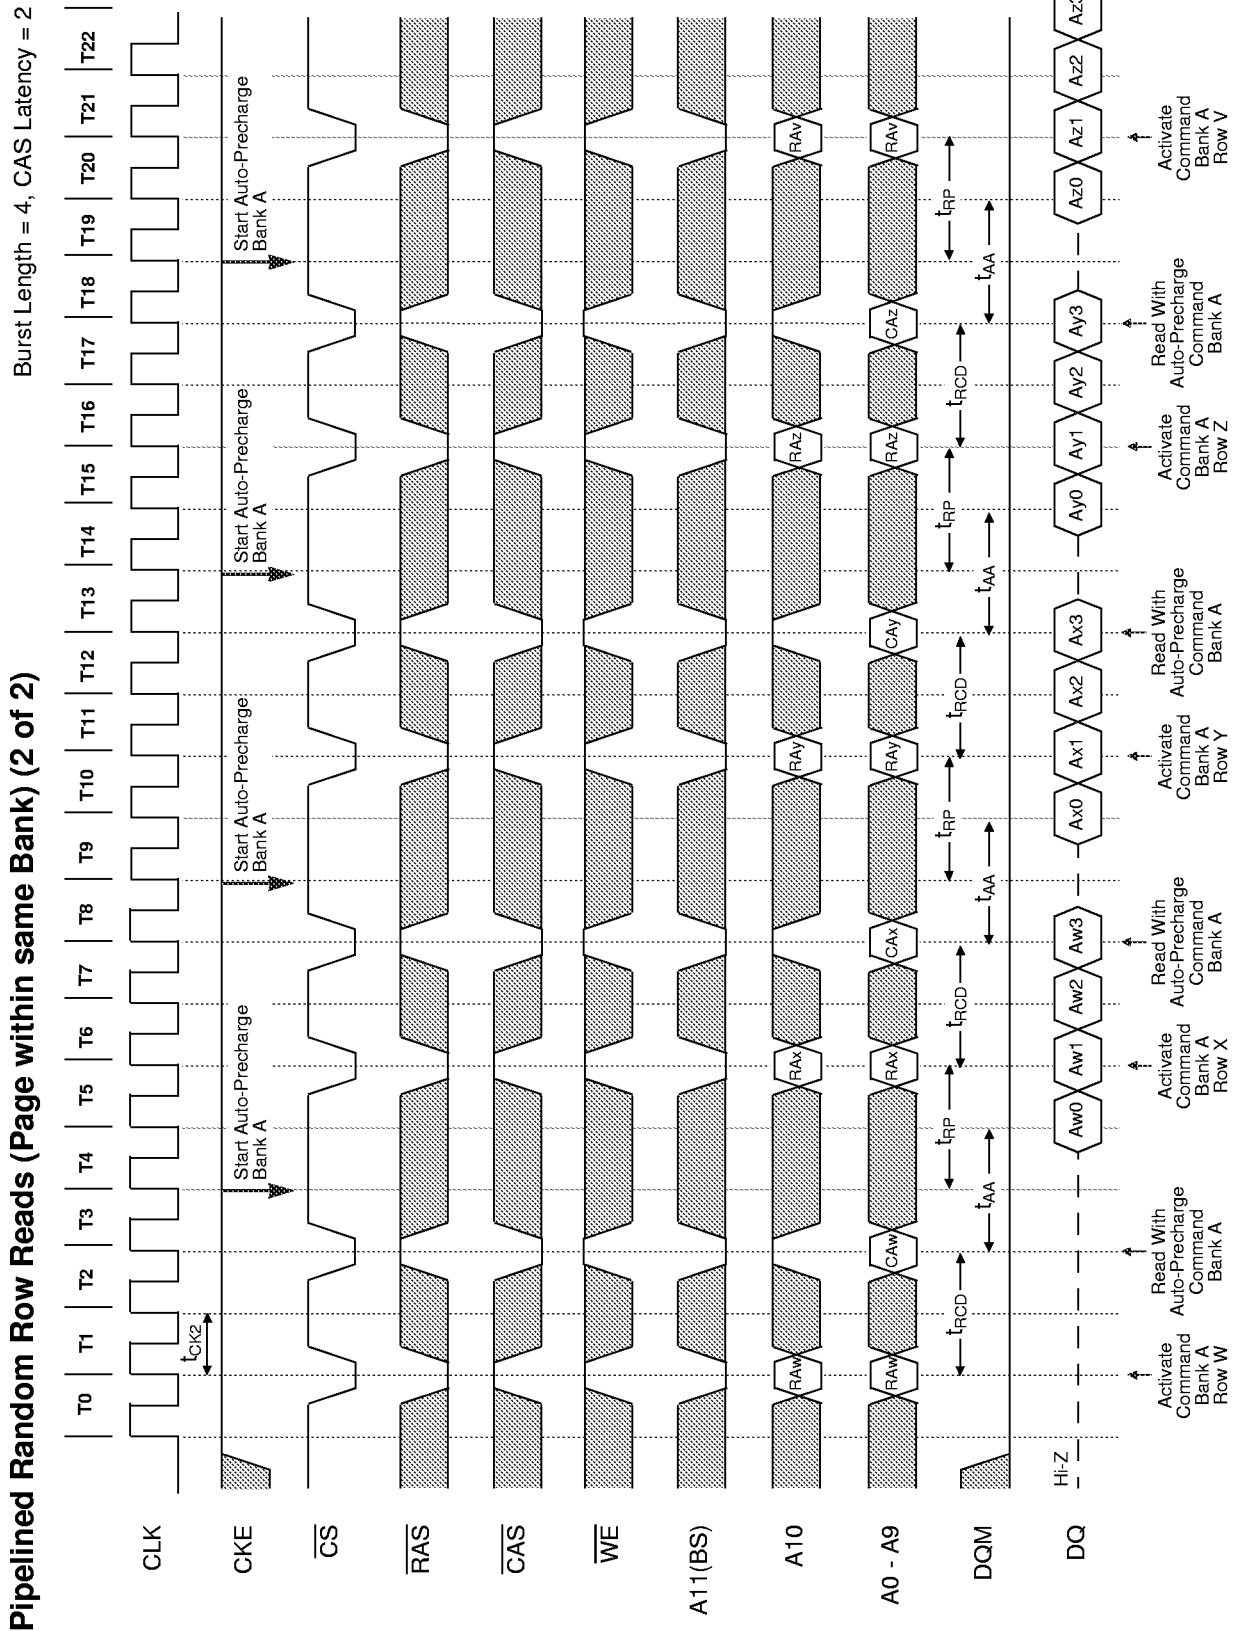 Pipelined Random Row Reads (Page within same Bank) (2 of 2)
Burst Length = 4, CAS Latency = 2
T0 T1 T2 T3 T4 T5 T6 T7 T8 T9 T10 T11 T12 T13 T14 T15 T16 T17 T18 T19 T20 T21 T22
CLK
tCK2
CKE
Start Auto-Precharge
Bank A
Start Auto-Precharge
Bank A
Start Auto-Precharge
Bank A
Start Auto-Precharge
Bank A
CS
RAS
CAS
WE
A11(BS)
A10
RAw RAx RAy RAz RAv
A0 - A9
RAw CAw RAx CAx RAy CAy RAz CAz RAv
tRCD tRP tRCD tRP tRCD tRP tRCD tRP
DQM
tAA tAA tAA tAA
DQ
Hi-Z
Aw0 Aw1 Aw2 Aw3 Ax0 Ax1 Ax2 Ax3 Ay0 Ay1 Ay2 Ay3 Az0 Az1 Az2
Activate
Command
Bank A
Row W
Read With
Auto-Precharge
Command
Bank A
Activate
Command
Bank A
Row X
Read With
Auto-Precharge
Command
Bank A
Activate
Command
Bank A
Row Y
Read With
Auto-Precharge
Command
Bank A
Activate
Command
Bank A
Row Z
Read With
Auto-Precharge
Command
Bank A
Activate
Command
Bank A
Row V